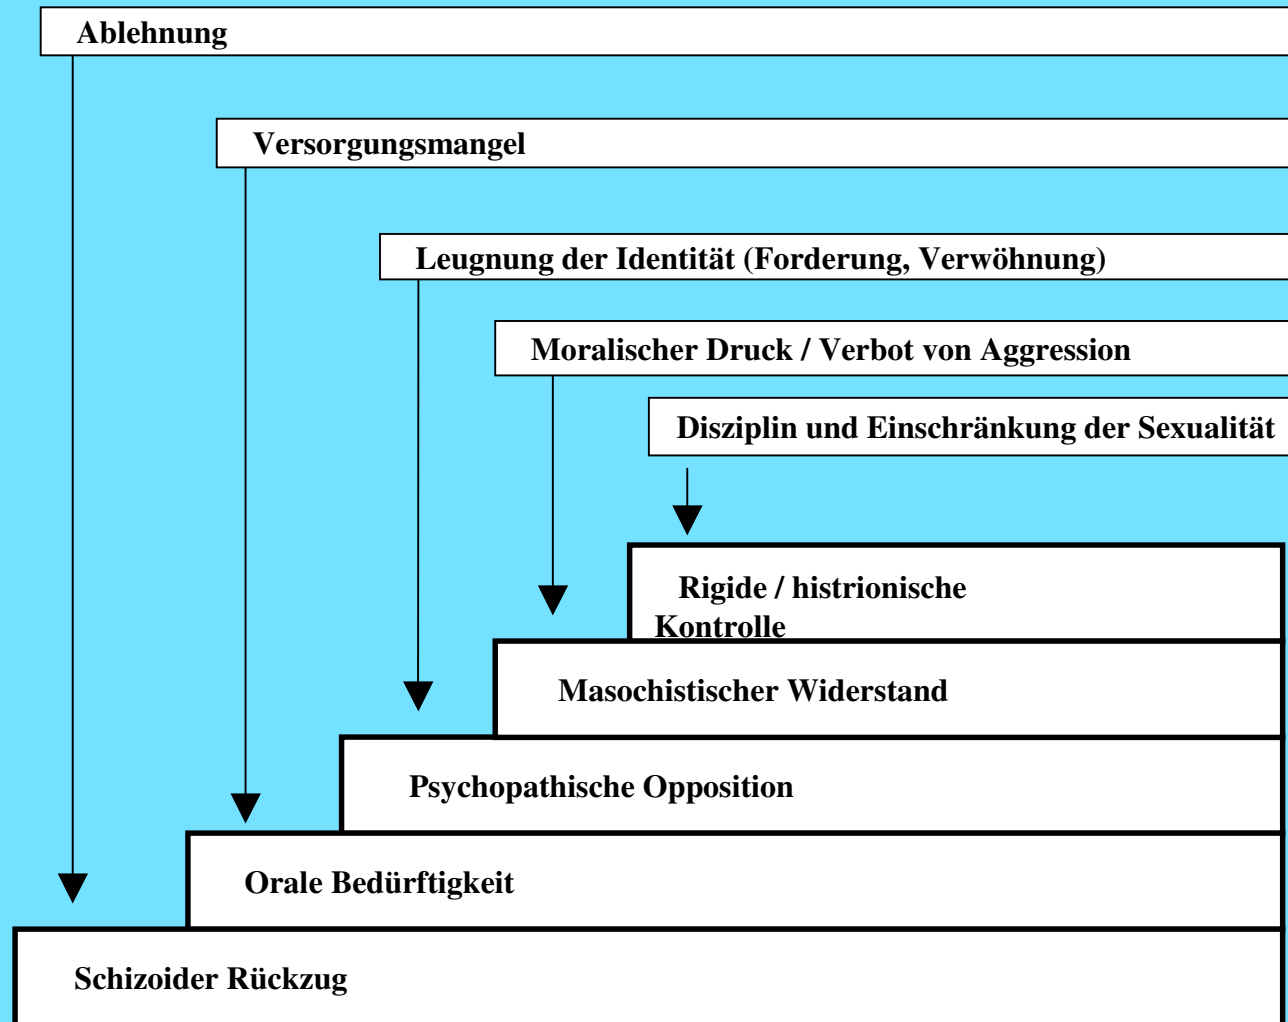 Ablehnung
Versorgungsmangel
Leugnung der Identität (Forderung, Verwöhnung)
Moralischer Druck / Verbot von Aggression
Disziplin und Einschränkung der Sexualität
Rigide / histrionische
Kontrolle
Masochistischer Widerstand
Psychopathische Opposition
Orale Bedürftigkeit
Schizoider Rückzug